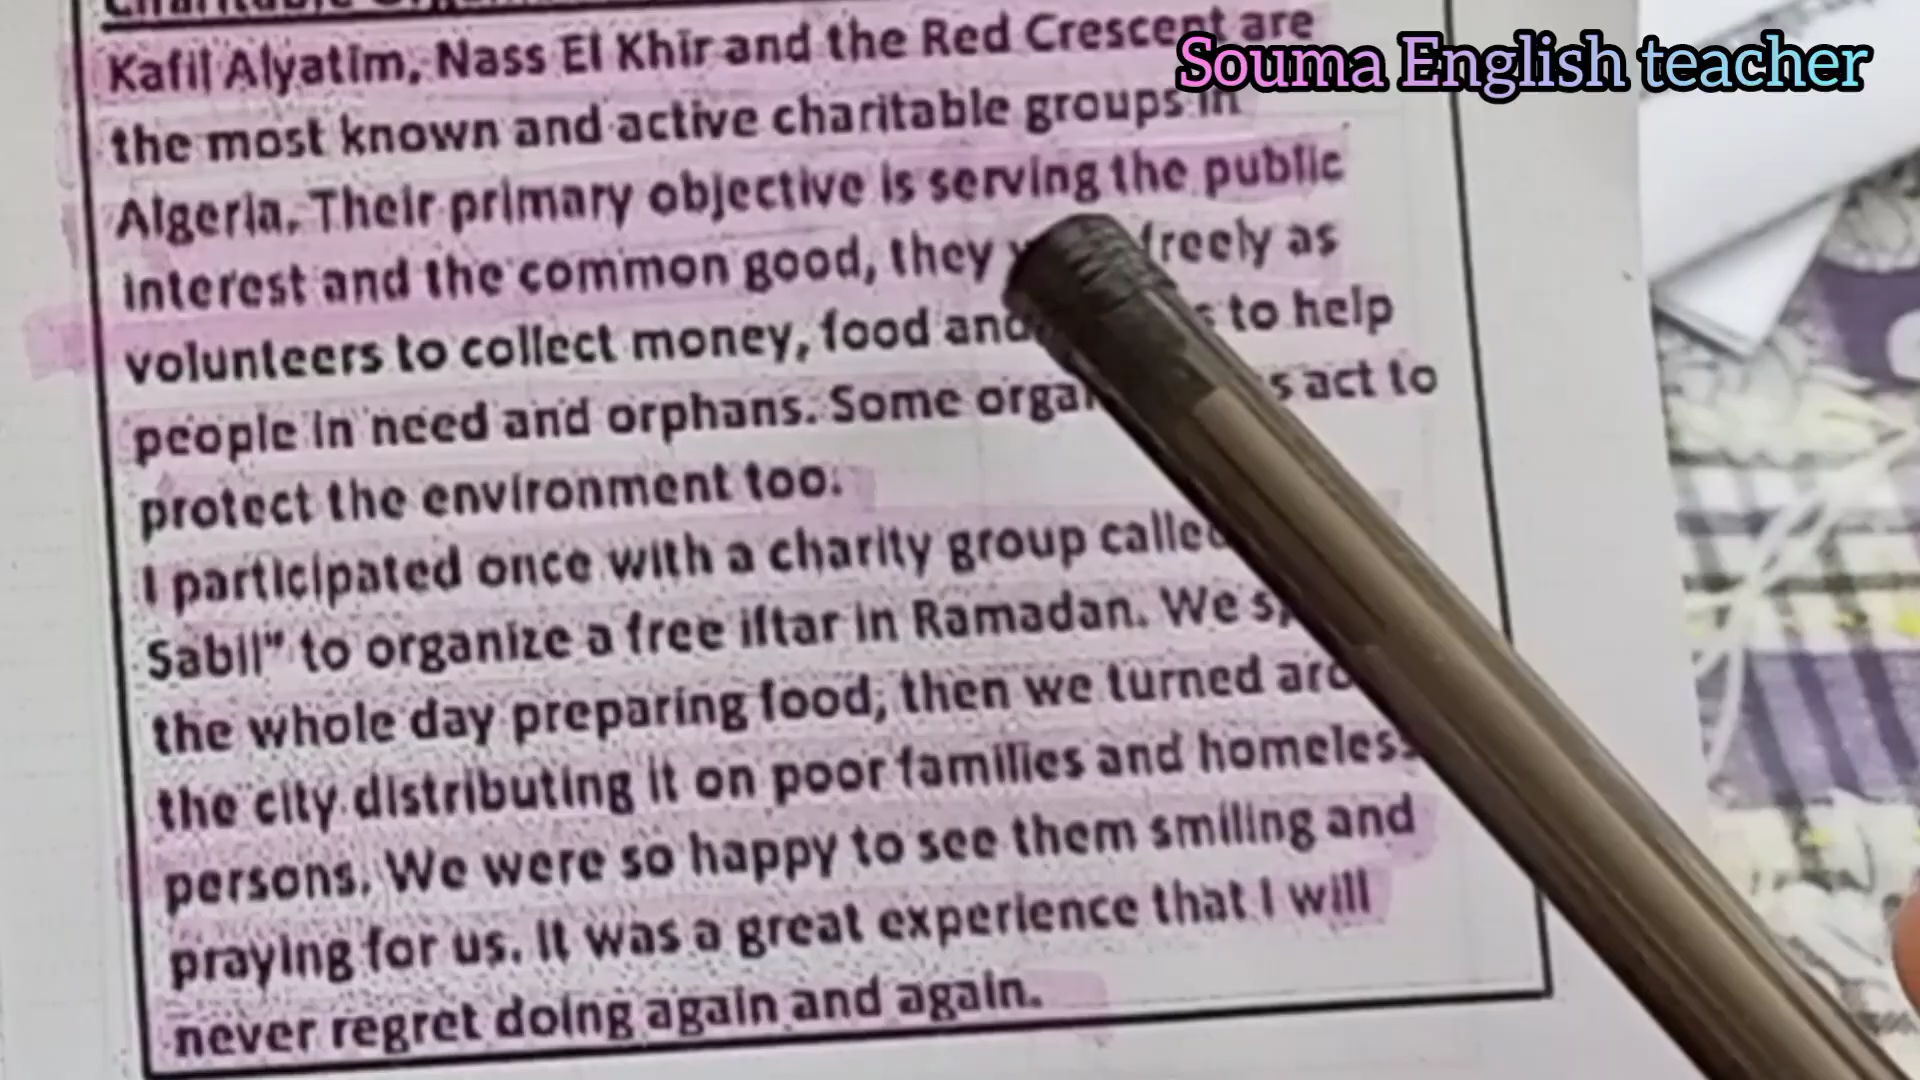 Kafil Alyatim, Nass El Khir and the Red Crescent are
Souma English teacher
the most known and active charitable groups in
Algeria. Their primary objective is serving the public
interest and the common good, they freely as
volunteers to collect money, food and to help
people in need and orphans. Some act to
protect the environment too.
I participated once with a charity group called
Sabil" to organize a free iftar in Ramadan. We
the whole day preparing food, then we turned
the city distributing it on poor families and homeless
persons. We were so happy to see them smiling and
praying for us. It was a great experience that I will
never regret doing again and again.